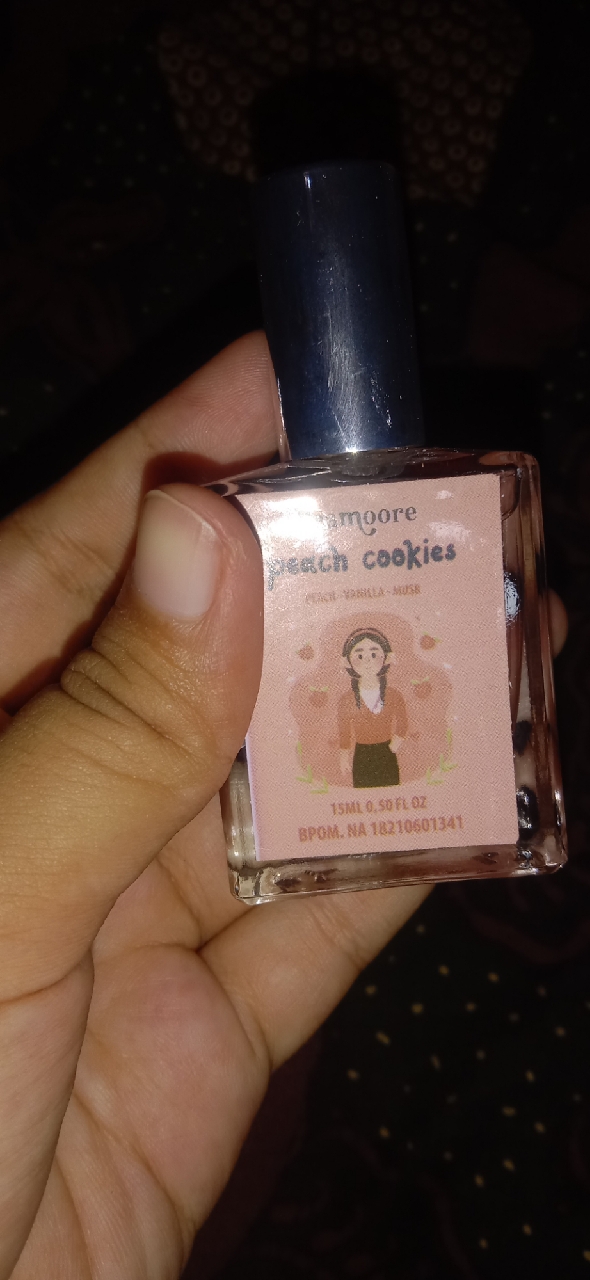 peach cookies
PEACH - VANILLA - MUSK
15ML 0.50 FL OZ
BPOM. NA 18210601341